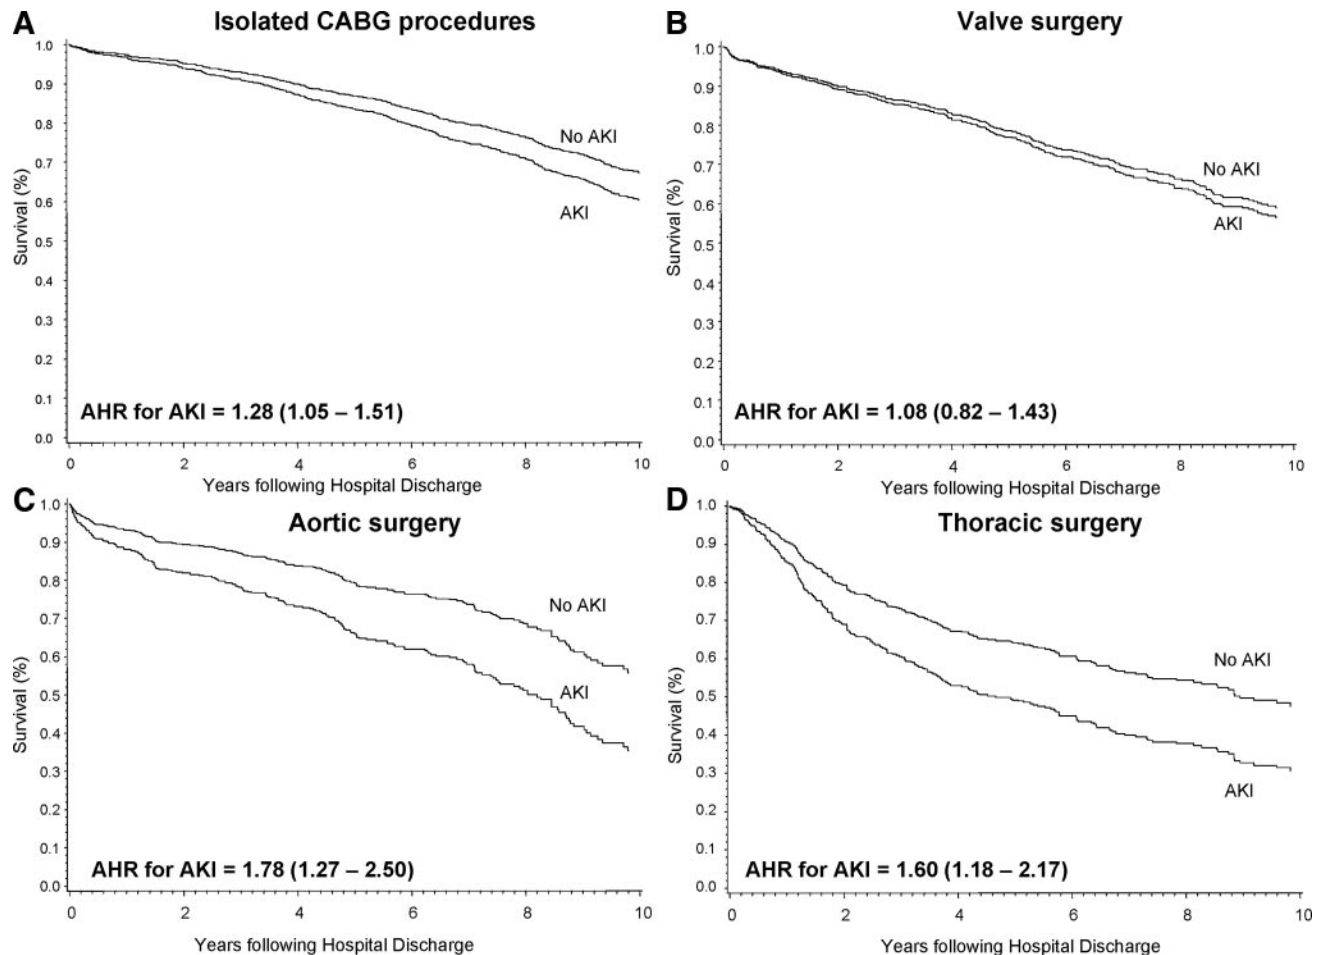 A
Isolated CABG procedures
1.0
0.9
0.8
0.7
0.6
0.5
0.4
0.3
0.2
0.1
0.0
Survival (%)
No AKI
AKI
AHR for AKI = 1.28 (1.05 – 1.51)
0 2 4 6 8 10
Years following Hospital Discharge
B
Valve surgery
1.0
0.9
0.8
0.7
0.6
0.5
0.4
0.3
0.2
0.1
0.0
Survival (%)
No AKI
AKI
AHR for AKI = 1.08 (0.82 – 1.43)
0 2 4 6 8 10
Years following Hospital Discharge
C
Aortic surgery
1.0
0.9
0.8
0.7
0.6
0.5
0.4
0.3
0.2
0.1
0.0
Survival (%)
No AKI
AKI
AHR for AKI = 1.78 (1.27 – 2.50)
0 2 4 6 8 10
Years following Hospital Discharge
D
Thoracic surgery
1.0
0.9
0.8
0.7
0.6
0.5
0.4
0.3
0.2
0.1
0.0
Survival (%)
No AKI
AKI
AHR for AKI = 1.60 (1.18 – 2.17)
0 2 4 6 8 10
Years following Hospital Discharge